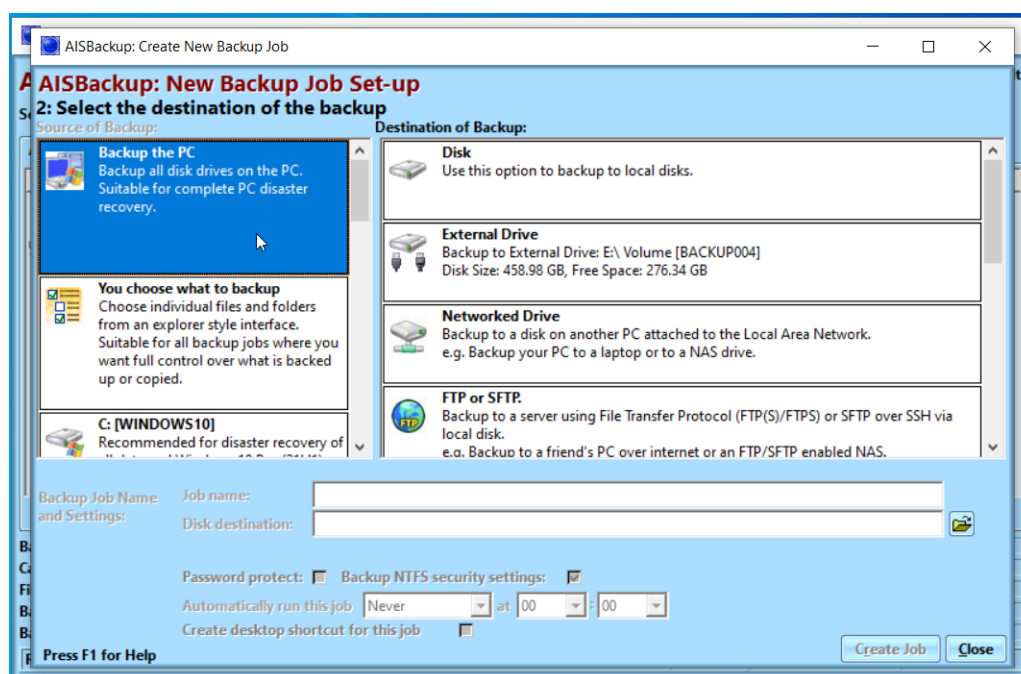 AISBackup: Create New Backup Job
AISBackup: New Backup Job Set-up
2: Select the destination of the backup
Source of Backup:
Destination of Backup:
Backup the PC
Backup all disk drives on the PC.
Suitable for complete PC disaster
recovery.
You choose what to backup
Choose individual files and folders
from an explorer style interface.
Suitable for all backup jobs where you
want full control over what is backed
up or copied.
C: [WINDOWS10]
Recommended for disaster recovery of
Disk
Use this option to backup to local disks.
External Drive
Backup to External Drive: E:\ Volume [BACKUP004]
Disk Size: 458.98 GB, Free Space: 276.34 GB
Networked Drive
Backup to a disk on another PC attached to the Local Area Network.
e.g. Backup your PC to a laptop or to a NAS drive.
FTP or SFTP.
Backup to a server using File Transfer Protocol (FTP(S)/FTPS) or SFTP over SSH via
local disk.
e.g. Backup to a friend's PC over internet or an FTP/SFTP enabled NAS.
Backup Job Name
and Settings:
Job name:
Disk destination:
Password protect: Backup NTFS security settings:
Automatically run this job Never at 00 : 00
Create desktop shortcut for this job
Press F1 for Help
Create Job
Close